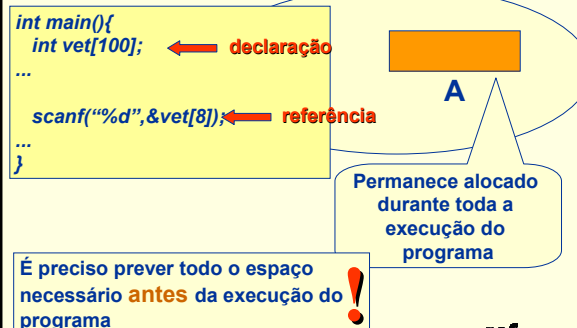 int main(){
int vet[100];
declaração
...
scanf("%d",&vet[8]);
referência
...
}
A
Permanece alocado
durante toda a
execução do
programa
É preciso prever todo o espaço
necessário antes da execução do
programa
!